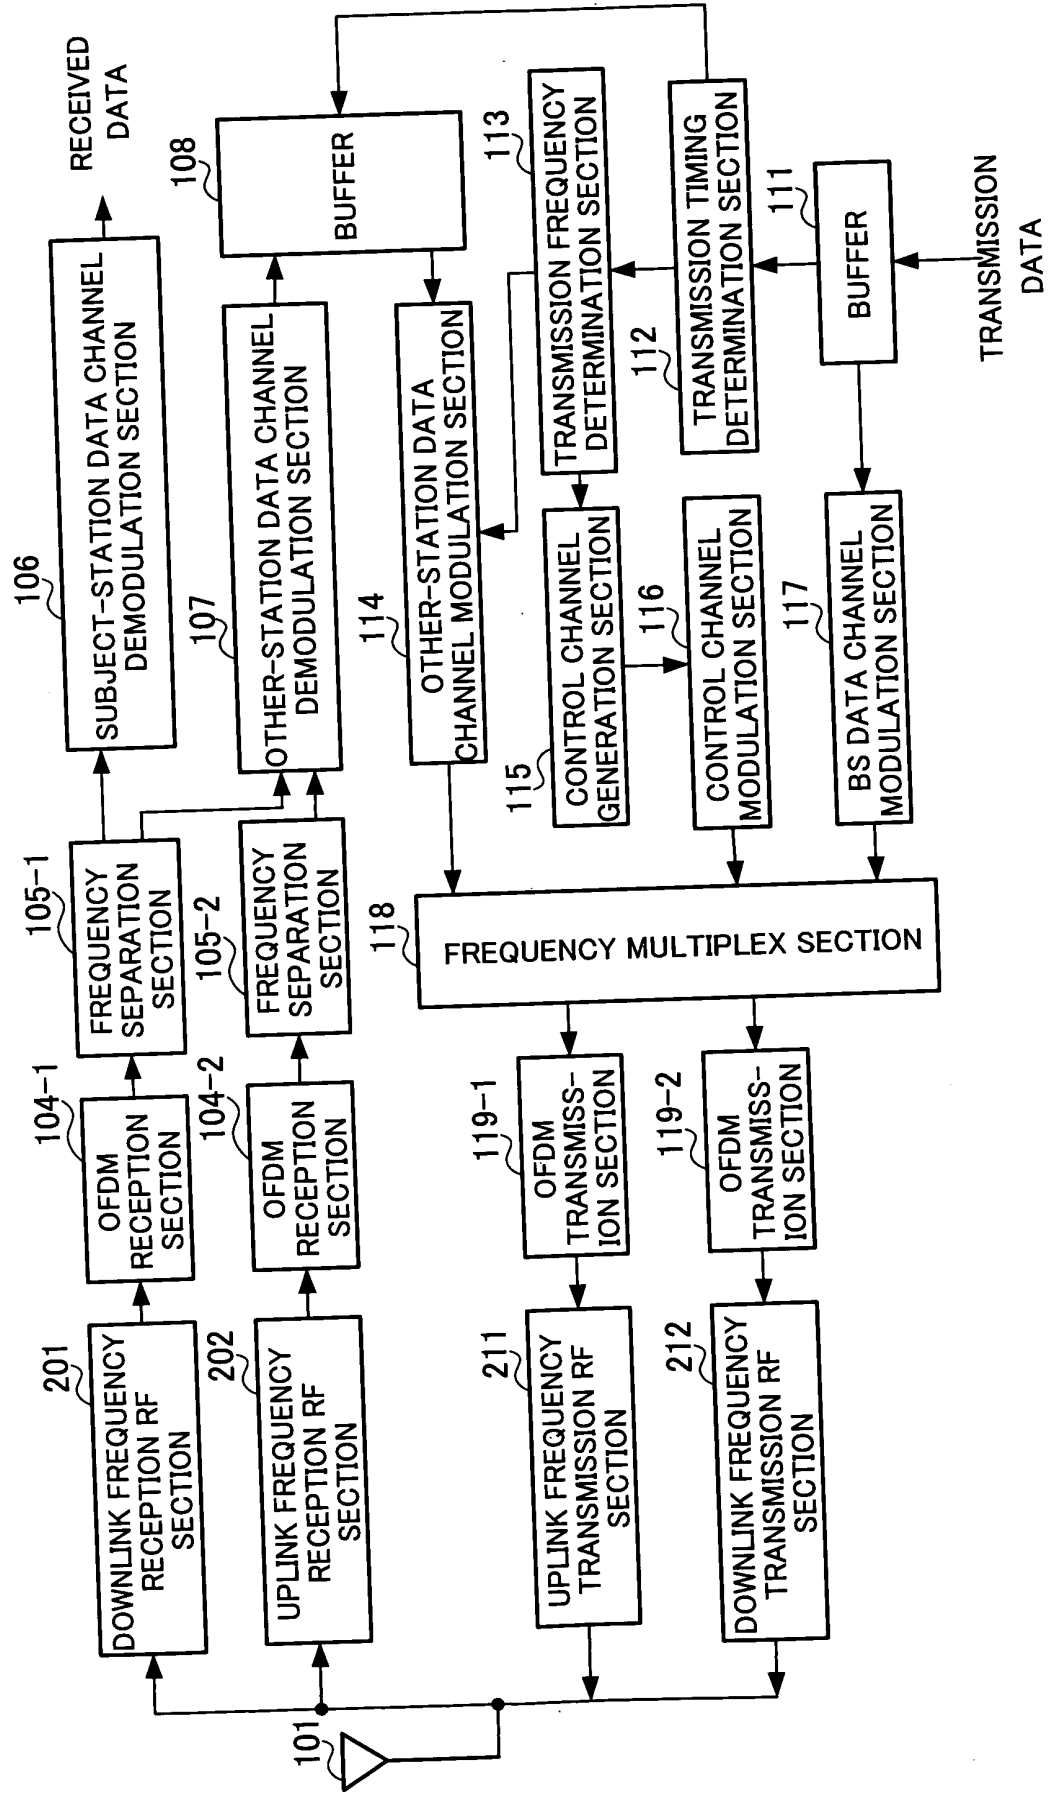 101
201
DOWNLINK FREQUENCY
RECEPTION RF
SECTION
104-1
OFDM
RECEPTION
SECTION
105-1
FREQUENCY
SEPARATION
SECTION
106
SUBJECT-STATION DATA CHANNEL
DEMODULATION SECTION
RECEIVED
DATA
202
UPLINK FREQUENCY
RECEPTION RF
SECTION
104-2
OFDM
RECEPTION
SECTION
105-2
FREQUENCY
SEPARATION
SECTION
107
OTHER-STATION DATA CHANNEL
DEMODULATION SECTION
108
BUFFER
114
OTHER-STATION DATA
CHANNEL MODULATION SECTION
113
TRANSMISSION FREQUENCY
DETERMINATION SECTION
115
CONTROL CHANNEL
GENERATION SECTION
112
TRANSMISSION TIMING
DETERMINATION SECTION
116
CONTROL CHANNEL
MODULATION SECTION
111
BUFFER
117
BS DATA CHANNEL
MODULATION SECTION
TRANSMISSION
DATA
118
FREQUENCY MULTIPLEX SECTION
119-1
OFDM
TRANSMISS-
ION SECTION
211
UPLINK FREQUENCY
TRANSMISSION RF
SECTION
119-2
OFDM
TRANSMISS-
ION SECTION
212
DOWNLINK FREQUENCY
TRANSMISSION RF
SECTION